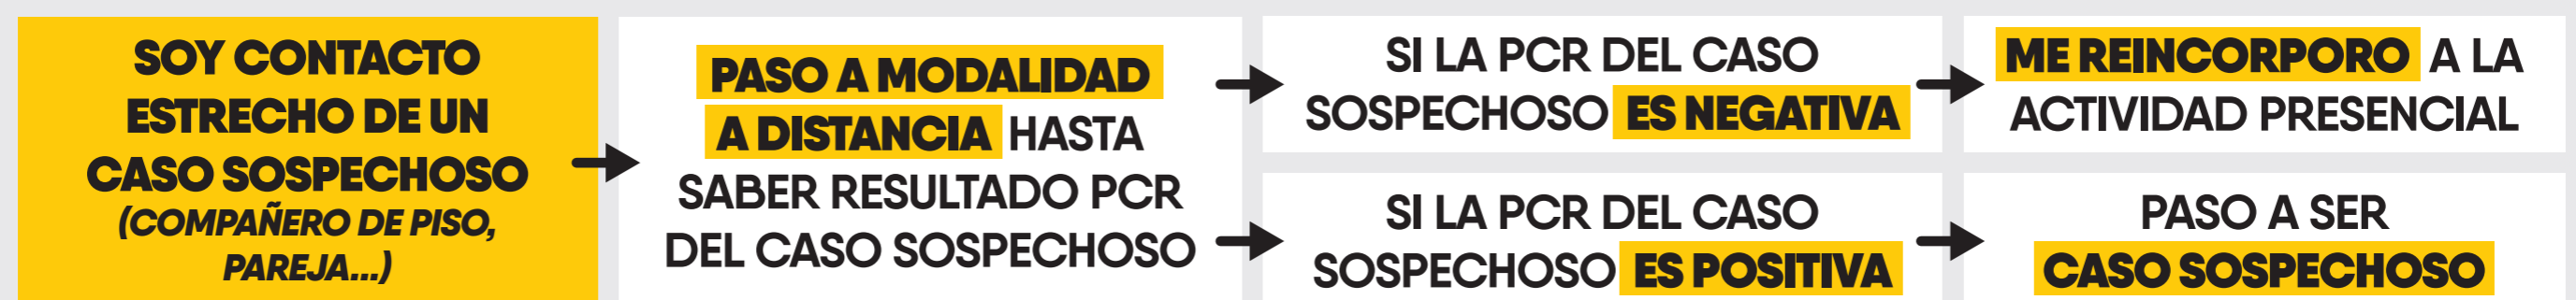 SOY CONTACTO
ESTRECHO DE UN
CASO SOSPECHOSO
(COMPAÑERO DE PISO,
PAREJA...)
PASO A MODALIDAD
A DISTANCIA HASTA
SABER RESULTADO PCR
DEL CASO SOSPECHOSO
SI LA PCR DEL CASO
SOSPECHOSO ES NEGATIVA
ME REINCORPORO A LA
ACTIVIDAD PRESENCIAL
SI LA PCR DEL CASO
SOSPECHOSO ES POSITIVA
PASO A SER
CASO SOSPECHOSO